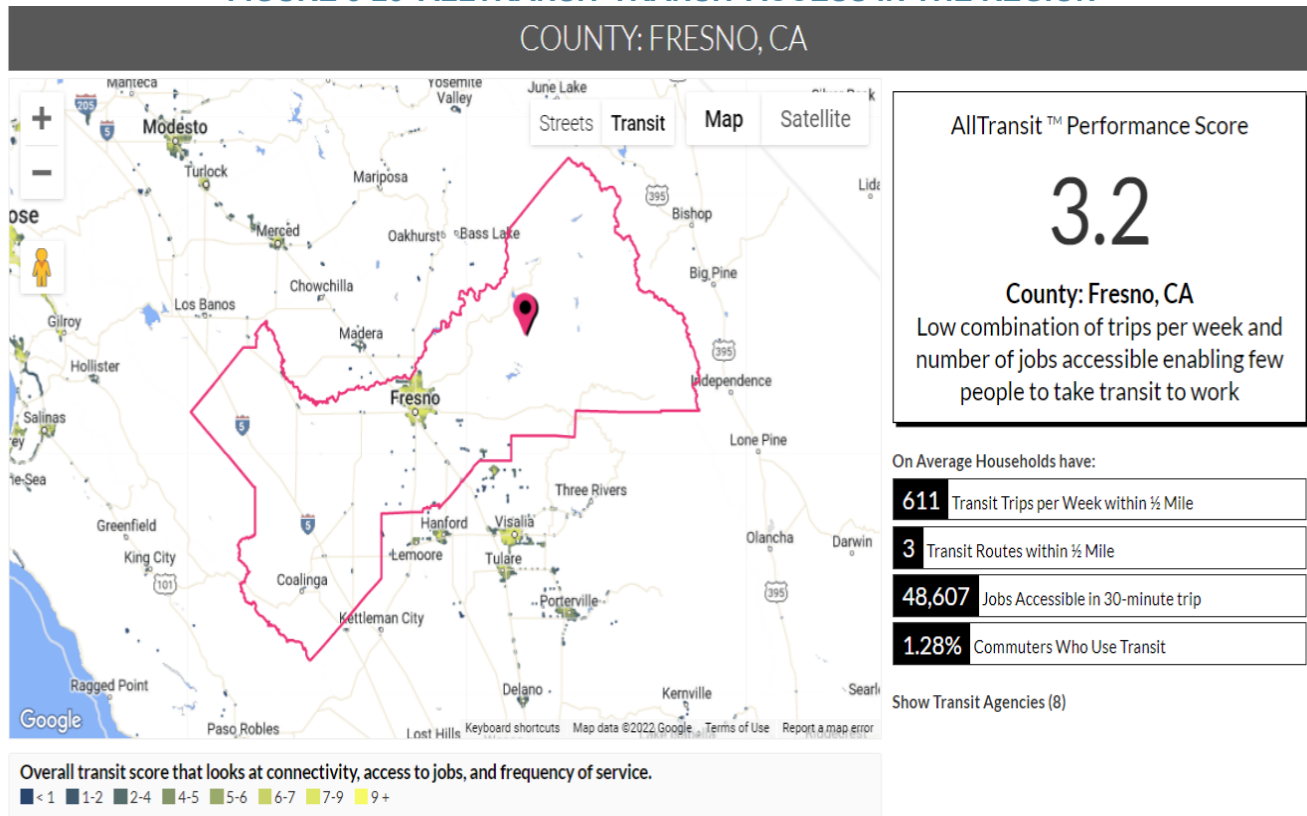 COUNTY: FRESNO, CA
Manteca
Yosemite
Valley
June Lake
Streets Transit
Map Satellite
+
−
205
5
Modesto
Turlock
Mariposa
395
Bishop
Merced
Oakhurst
Bass Lake
Big Pine
Chowchilla
Los Banos
Gilroy
Madera
395
Hollister
Independence
Fresno
Salinas
5
Lone Pine
Three Rivers
5
Greenfield
Hanford
Visalia
King City
Lemoore
Tulare
Olancha
Darwin
101
Coalinga
395
Porterville
Kettleman City
Ragged Point
Delano
Kernville
Google
Paso Robles
Lost Hills
Keyboard shortcuts Map data ©2022 Google Terms of Use Report a map error
Overall transit score that looks at connectivity, access to jobs, and frequency of service.
< 1 1-2 2-4 4-5 5-6 6-7 7-9 9 +
AllTransit ™ Performance Score
3.2
County: Fresno, CA
Low combination of trips per week and
number of jobs accessible enabling few
people to take transit to work
On Average Households have:
611 Transit Trips per Week within ½ Mile
3 Transit Routes within ½ Mile
48,607 Jobs Accessible in 30-minute trip
1.28% Commuters Who Use Transit
Show Transit Agencies (8)